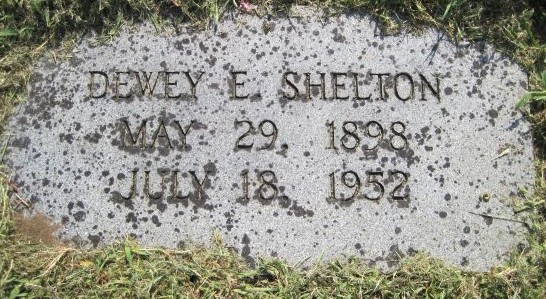 DEWEY E. SHELTON
MAY 29, 1898
JULY 18, 1952